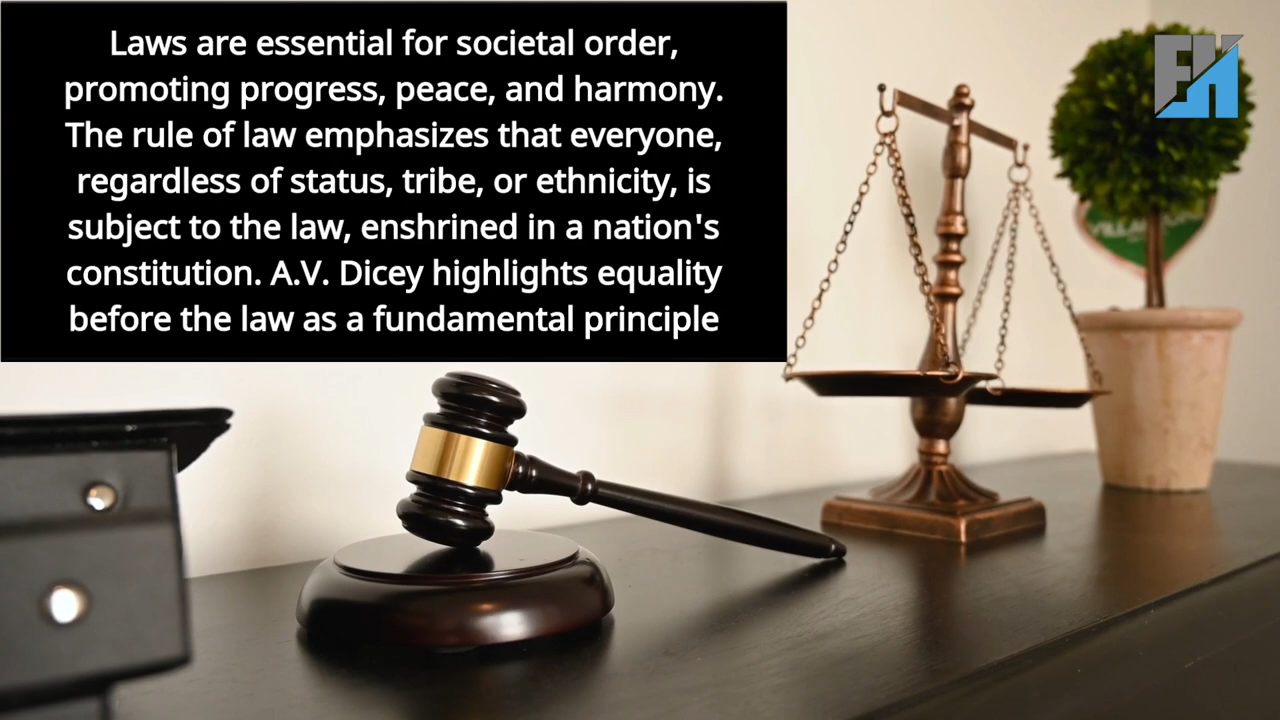 Laws are essential for societal order,
promoting progress, peace, and harmony.
The rule of law emphasizes that everyone,
regardless of status, tribe, or ethnicity, is
subject to the law, enshrined in a nation's
constitution. A.V. Dicey highlights equality
before the law as a fundamental principle
EK